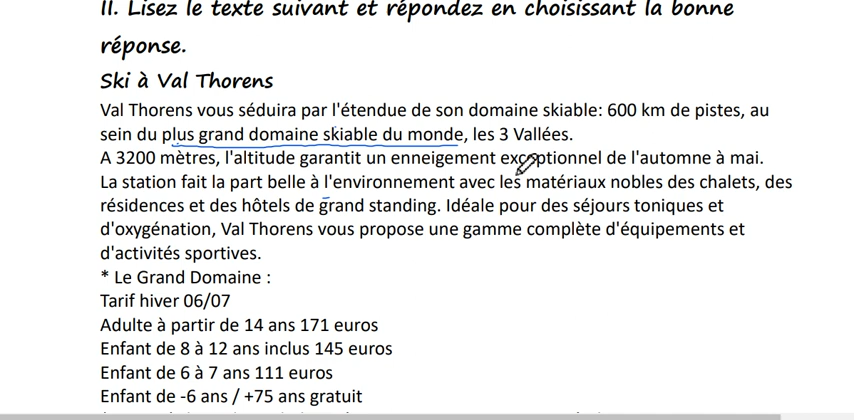 II. Lisez le texte suivant et répondez en choisissant la bonne
réponse.
Ski à Val Thorens
Val Thorens vous séduira par l'étendue de son domaine skiable: 600 km de pistes, au
sein du plus grand domaine skiable du monde, les 3 Vallées.
A 3200 mètres, l'altitude garantit un enneigement exceptionnel de l'automne à mai.
La station fait la part belle à l'environnement avec les matériaux nobles des chalets, des
résidences et des hôtels de grand standing. Idéale pour des séjours toniques et
d'oxygénation, Val Thorens vous propose une gamme complète d'équipements et
d'activités sportives.
* Le Grand Domaine :
Tarif hiver 06/07
Adulte à partir de 14 ans 171 euros
Enfant de 8 à 12 ans inclus 145 euros
Enfant de 6 à 7 ans 111 euros
Enfant de -6 ans / +75 ans gratuit